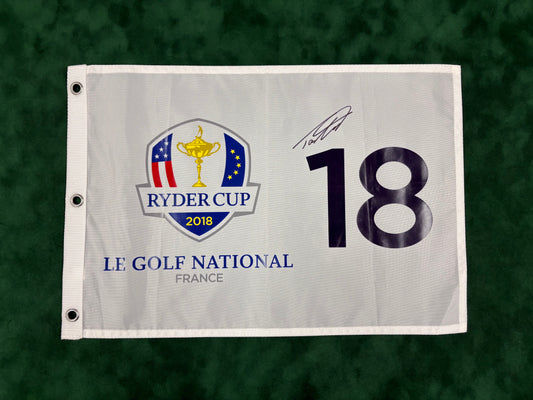 RYDER CUP
2018
LE GOLF NATIONAL
FRANCE
18